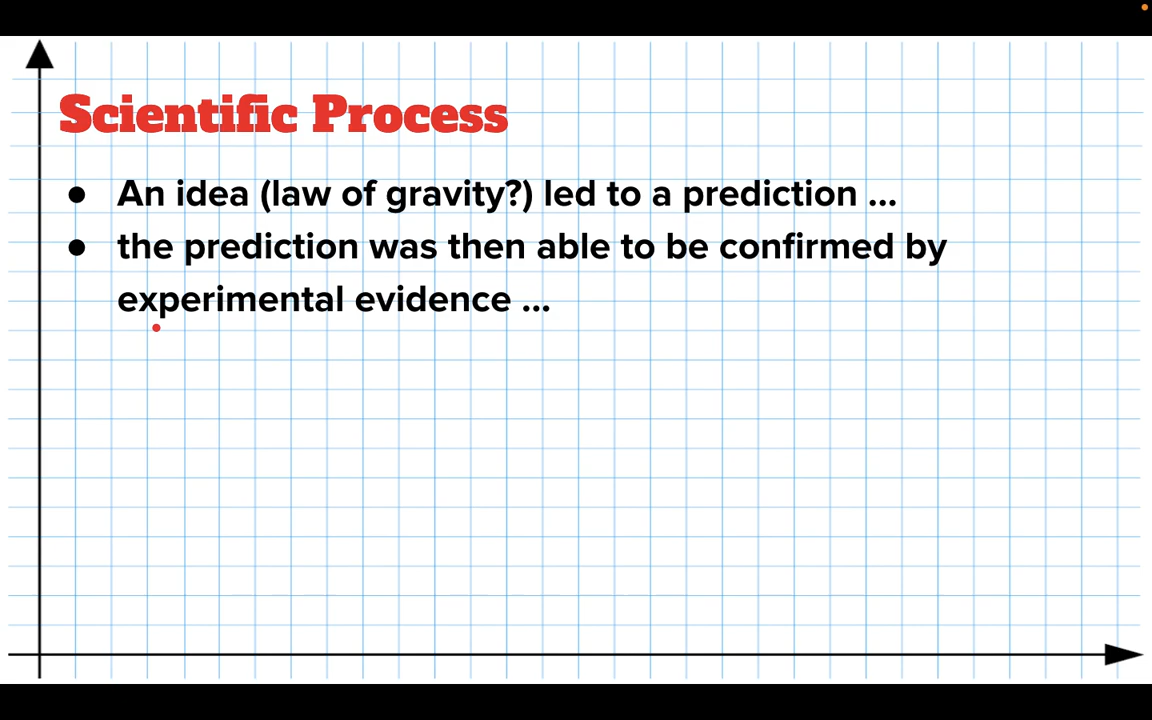 Scientific Process
● An idea (law of gravity?) led to a prediction ...
● the prediction was then able to be confirmed by
experimental evidence ...